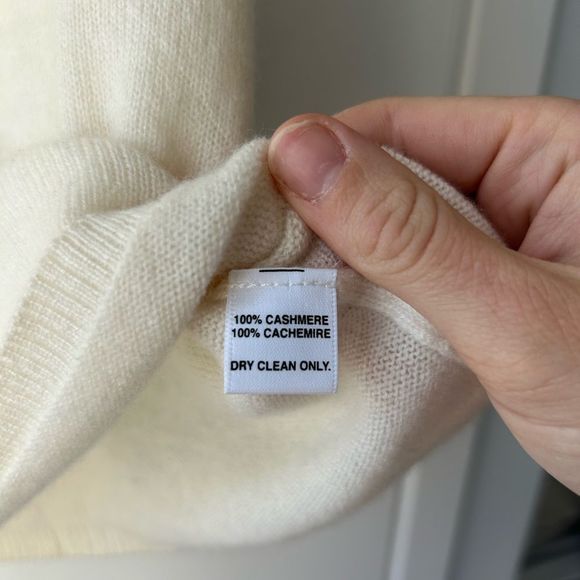 100% CASHMERE
100% CACHEMIRE
DRY CLEAN ONLY.